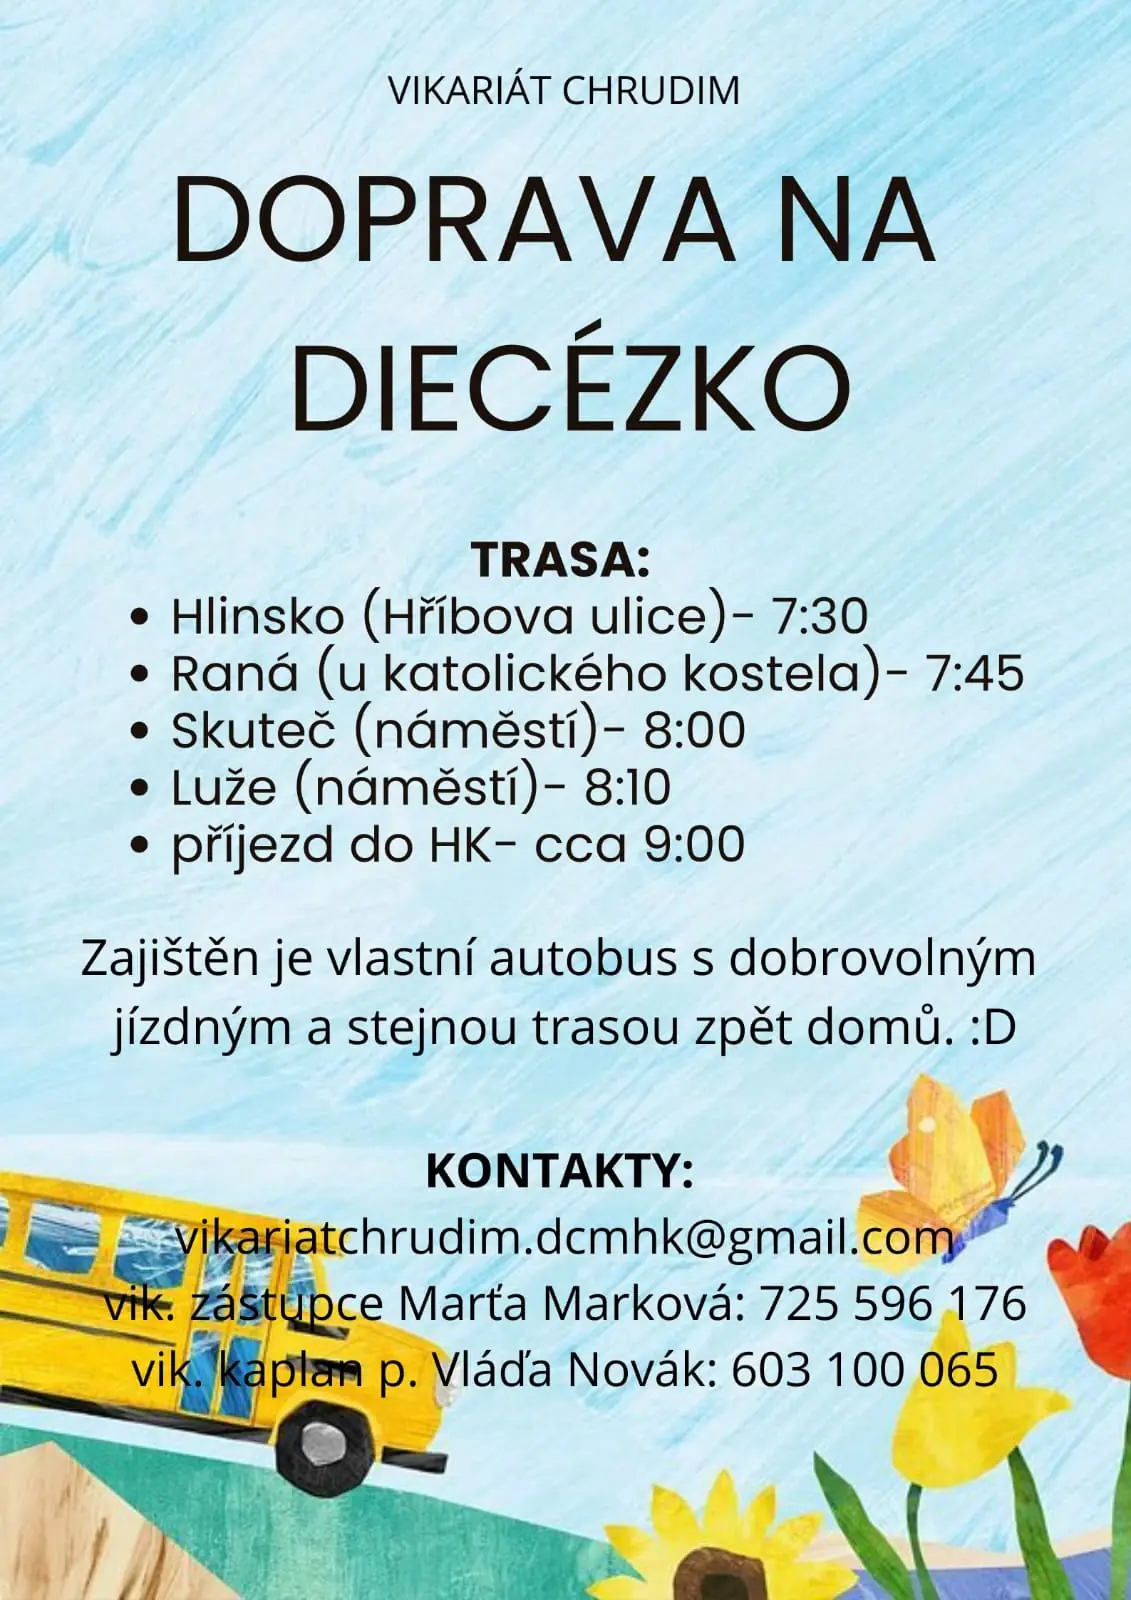 VIKARIÁT CHRUDIM
DOPRAVA NA
DIECÉZKO
TRASA:
• Hlinsko (Hříbova ulice)- 7:30
• Raná (u katolického kostela)- 7:45
• Skuteč (náměstí)- 8:00
• Luže (náměstí)- 8:10
• příjezd do HK- cca 9:00
Zajištěn je vlastní autobus s dobrovolným
jízdným a stejnou trasou zpět domů. :D
KONTAKTY:
vikariatchrudim.dcmhk@gmail.com
vik. zástupce Marťa Marková: 725 596 176
vik. kaplan p. Vláďa Novák: 603 100 065